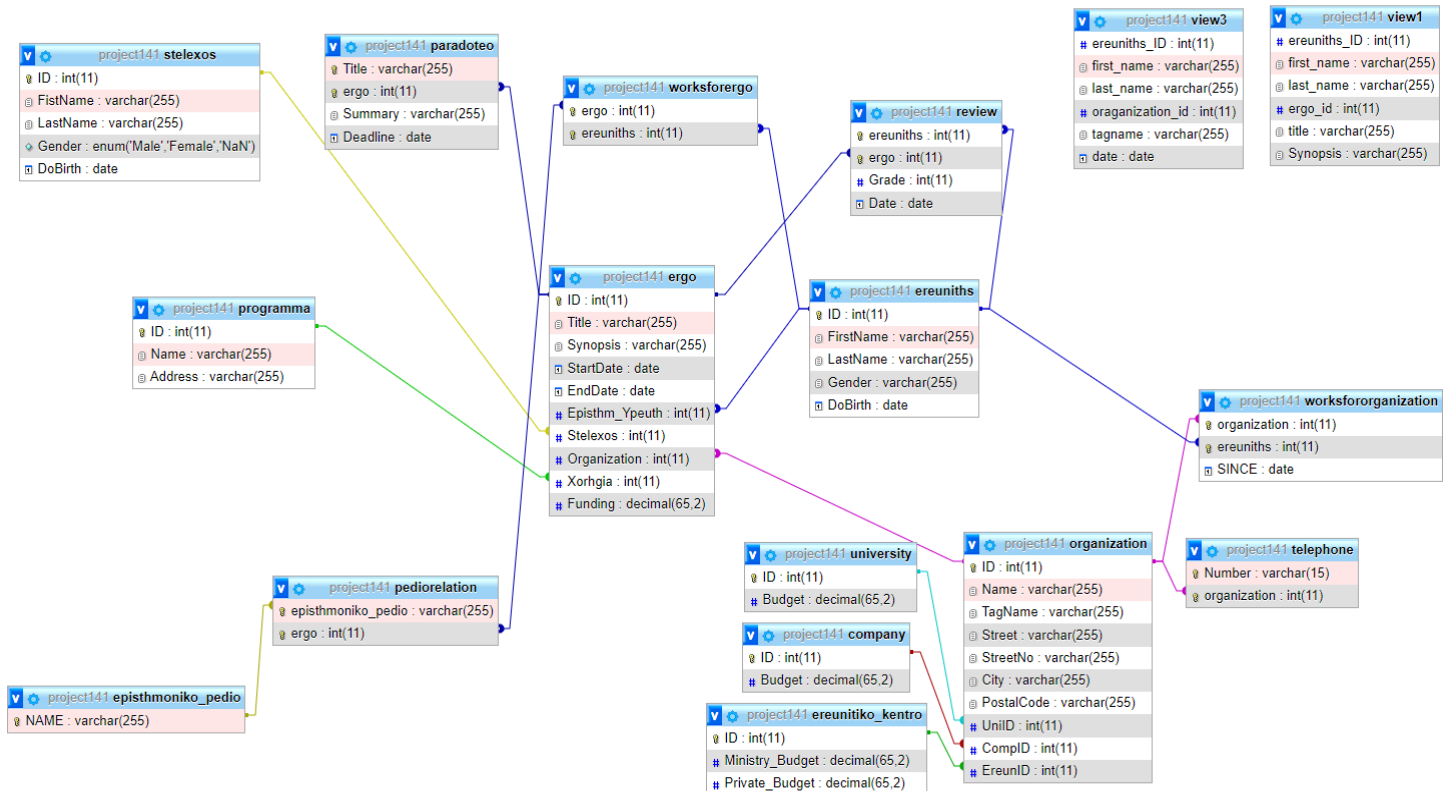 project141 stelexos
ID : int(11)
FistName : varchar(255)
LastName : varchar(255)
Gender : enum('Male','Female','NaN')
DoBirth : date
project141 paradoteo
Title : varchar(255)
ergo : int(11)
Summary : varchar(255)
Deadline : date
project141 worksforergo
ergo : int(11)
ereuniths : int(11)
project141 review
ereuniths : int(11)
ergo : int(11)
Grade : int(11)
Date : date
project141 view3
ereuniths_ID : int(11)
first_name : varchar(255)
last_name : varchar(255)
oraganization_id : int(11)
tagname : varchar(255)
date : date
project141 view1
ereuniths_ID : int(11)
first_name : varchar(255)
last_name : varchar(255)
ergo_id : int(11)
title : varchar(255)
Synopsis : varchar(255)
project141 programma
ID : int(11)
Name : varchar(255)
Address : varchar(255)
project141 ergo
ID : int(11)
Title : varchar(255)
Synopsis : varchar(255)
StartDate : date
EndDate : date
Episthm_Ypeuth : int(11)
Stelexos : int(11)
Organization : int(11)
Xorhgia : int(11)
Funding : decimal(65,2)
project141 ereuniths
ID : int(11)
FirstName : varchar(255)
LastName : varchar(255)
Gender : varchar(255)
DoBirth : date
project141 worksfororganization
organization : int(11)
ereuniths : int(11)
SINCE : date
project141 pediorelation
episthmoniko_pedio : varchar(255)
ergo : int(11)
project141 episthmoniko_pedio
NAME : varchar(255)
project141 university
ID : int(11)
Budget : decimal(65,2)
project141 company
ID : int(11)
Budget : decimal(65,2)
project141 ereunitiko_kentro
ID : int(11)
Ministry_Budget : decimal(65,2)
Private_Budget : decimal(65,2)
project141 organization
ID : int(11)
Name : varchar(255)
TagName : varchar(255)
Street : varchar(255)
StreetNo : varchar(255)
City : varchar(255)
PostalCode : varchar(255)
UniID : int(11)
CompID : int(11)
EreunID : int(11)
project141 telephone
Number : varchar(15)
organization : int(11)